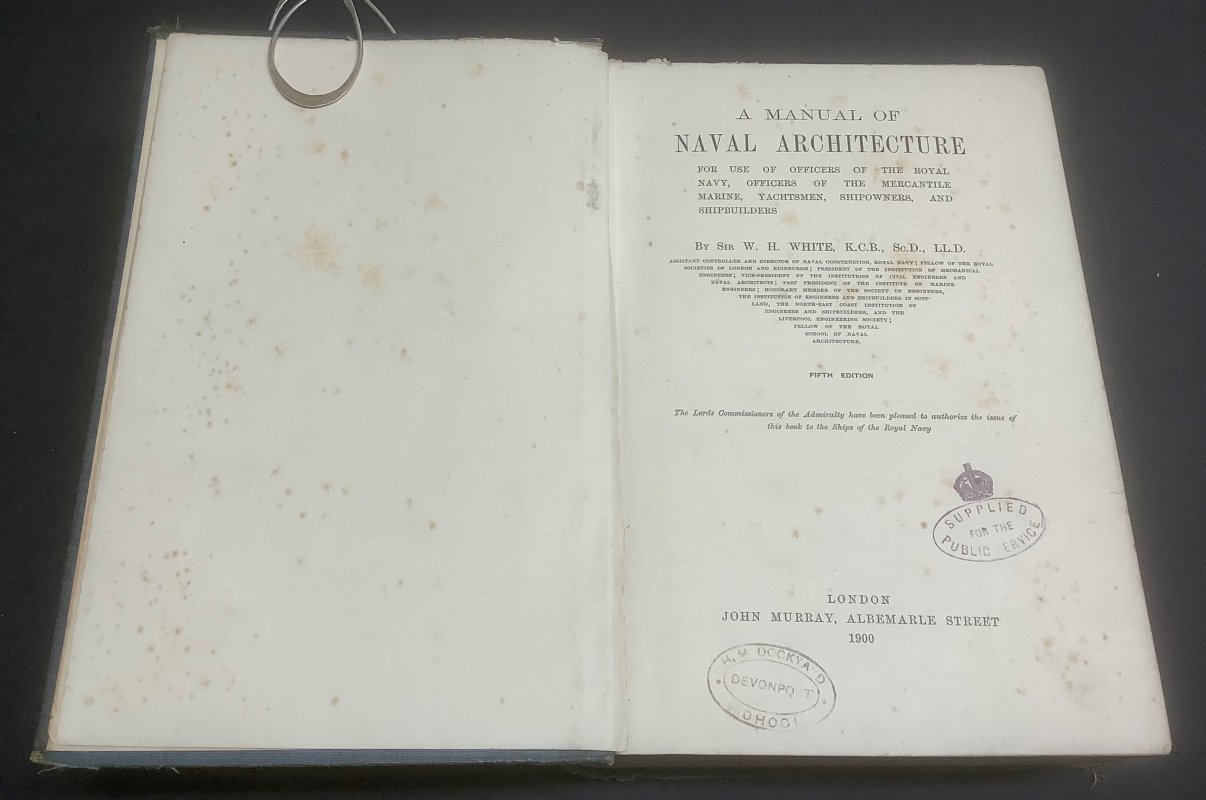 A MANUAL OF
NAVAL ARCHITECTURE
FOR USE OF OFFICERS OF THE ROYAL
NAVY, OFFICERS OF THE MERCANTILE
MARINE, YACHTSMEN, SHIPOWNERS, AND
SHIPBUILDERS
BY SIR W. H. WHITE, K.C.B., Sc.D., LL.D.
ASSISTANT CONTROLLER AND DIRECTOR OF NAVAL CONSTRUCTION, ROYAL NAVY; FELLOW OF THE ROYAL
SOCIETIES OF LONDON AND EDINBURGH; PRESIDENT OF THE INSTITUTION OF MECHANICAL
ENGINEERS; VICE-PRESIDENT OF THE INSTITUTIONS OF CIVIL ENGINEERS AND
NAVAL ARCHITECTS; PAST PRESIDENT OF THE INSTITUTE OF MARINE
ENGINEERS; HONORARY MEMBER OF THE SOCIETY OF ENGINEERS,
THE INSTITUTION OF ENGINEERS AND SHIPBUILDERS IN SCOT-
LAND, THE NORTH-EAST COAST INSTITUTION OF
ENGINEERS AND SHIPBUILDERS, AND THE
LIVERPOOL ENGINEERING SOCIETY;
FELLOW OF THE ROYAL
SCHOOL OF NAVAL
ARCHITECTURE.
FIFTH EDITION
The Lords Commissioners of the Admiralty have been pleased to authorize the issue of
this book to the Ships of the Royal Navy
SUPPLIED
FOR THE
PUBLIC SERVICE
LONDON
JOHN MURRAY, ALBEMARLE STREET
1900
H.M. DOCKYARD
DEVONPORT
SCHOOL